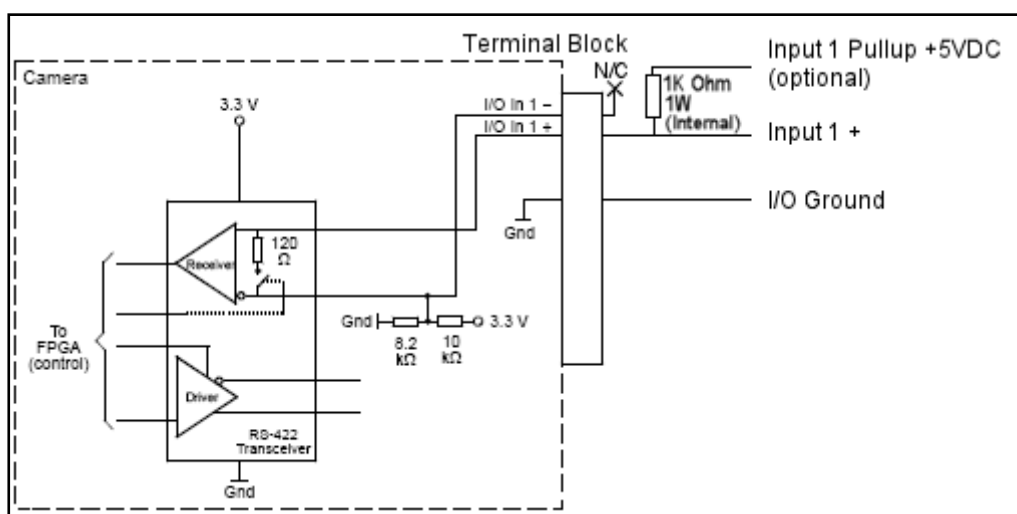 Terminal Block
Camera
N/C
Input 1 Pullup +5VDC
(optional)
1K Ohm
1W
(Internal)
3.3 V
I/O In 1 –
I/O In 1 +
Input 1 +
I/O Ground
Gnd
Receiver
120
Ω
Gnd
3.3 V
8.2
kΩ
10
kΩ
To
FPGA
(control)
Driver
RS-422
Transceiver
Gnd